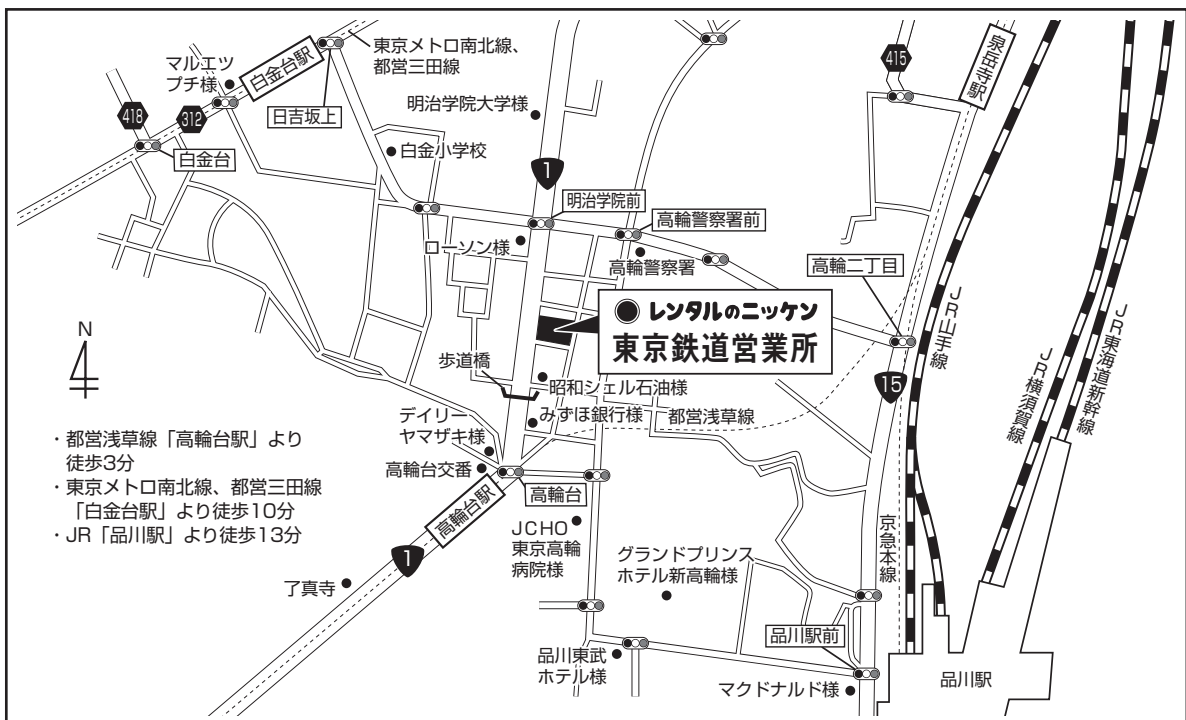 東京メトロ南北線、
都営三田線
マルエツ
プチ様
白金台駅
日吉坂上
418
312
白金台
白金小学校
明治学院大学様
1
415
泉岳寺駅
明治学院前
高輪警察署前
ローソン様
高輪警察署
高輪二丁目
レンタルのニッケン
東京鉄道営業所
JR山手線
JR横須賀線
JR東海道新幹線
15
N
歩道橋
昭和シェル石油様
みずほ銀行様
都営浅草線
デイリー
ヤマザキ様
高輪台交番
高輪台
高輪台駅
1
・都営浅草線「高輪台駅」より
徒歩3分
・東京メトロ南北線、都営三田線
「白金台駅」より徒歩10分
・JR「品川駅」より徒歩13分
JCHO
東京高輪
病院様
了真寺
グランドプリンス
ホテル新高輪様
京急本線
品川東武
ホテル様
品川駅前
マクドナルド様
品川駅